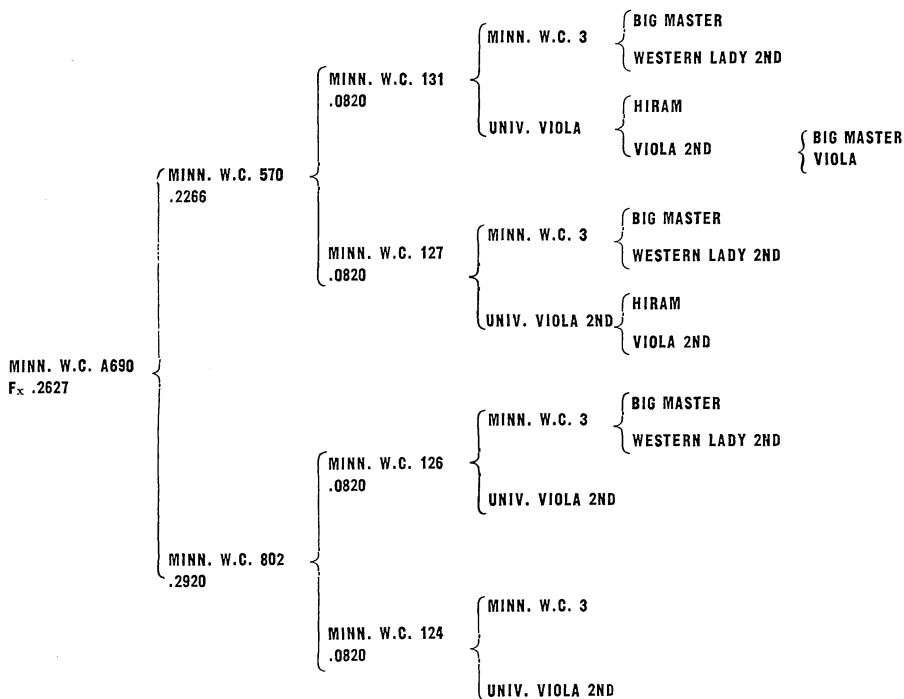 MINN. W.C. A690
Fx .2627
MINN. W.C. 570
.2266
MINN. W.C. 802
.2920
MINN. W.C. 131
.0820
MINN. W.C. 127
.0820
MINN. W.C. 126
.0820
MINN. W.C. 124
.0820
MINN. W.C. 3
UNIV. VIOLA
MINN. W.C. 3
UNIV. VIOLA 2ND
MINN. W.C. 3
UNIV. VIOLA 2ND
MINN. W.C. 3
UNIV. VIOLA 2ND
BIG MASTER
WESTERN LADY 2ND
HIRAM
VIOLA 2ND
BIG MASTER
WESTERN LADY 2ND
HIRAM
VIOLA 2ND
BIG MASTER
WESTERN LADY 2ND
BIG MASTER
VIOLA